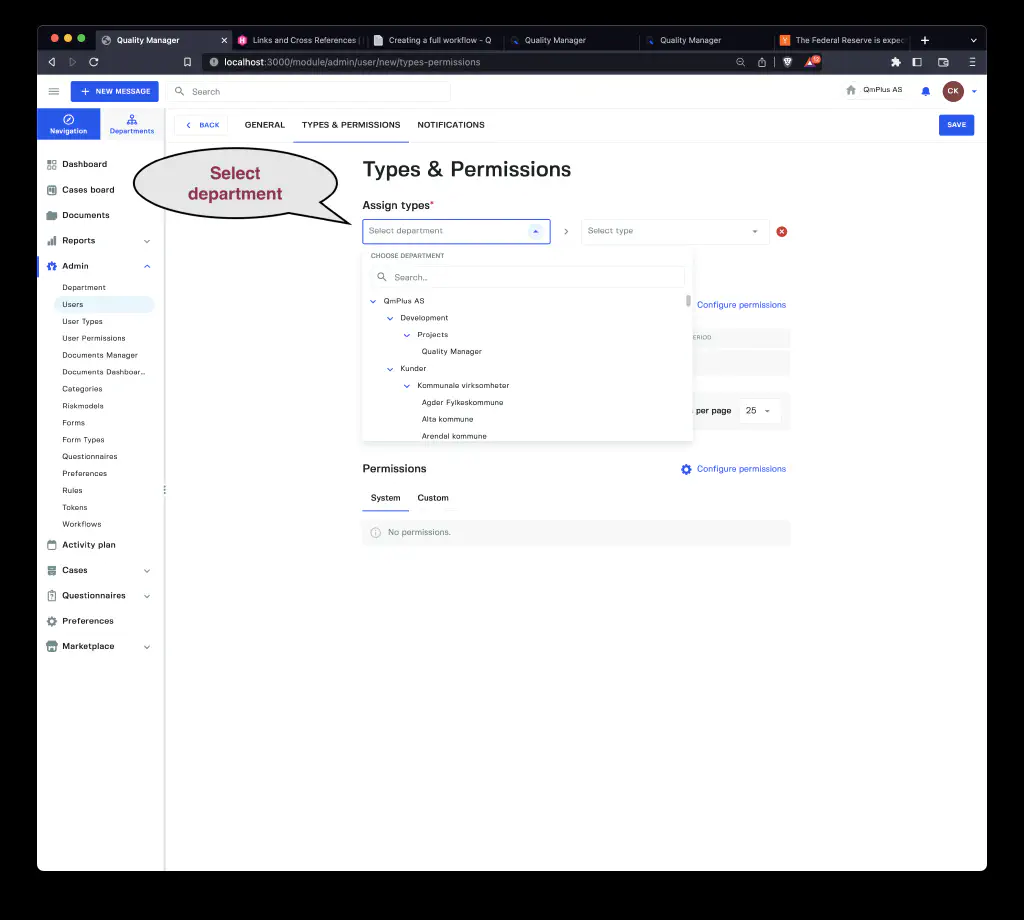 Quality Manager
Links and Cross References |
Creating a full workflow - Q
Quality Manager
Quality Manager
Y The Federal Reserve is expec
localhost:3000/module/admin/user/new/types-permissions
NEW MESSAGE
Search
QmPlus AS
CK
Navigation
Departments
BACK
GENERAL
TYPES & PERMISSIONS
NOTIFICATIONS
SAVE
Dashboard
Cases board
Documents
Reports
Admin
Department
Users
User Types
User Permissions
Documents Manager
Documents Dashboar...
Categories
Riskmodels
Forms
Form Types
Questionnaires
Preferences
Rules
Tokens
Workflows
Activity plan
Cases
Questionnaires
Preferences
Marketplace
Select
department
Types & Permissions
Assign types*
Select department
Select type
CHOOSE DEPARTMENT
Search..
QmPlus AS
Development
Projects
Quality Manager
Kunder
Kommunale virksomheter
Agder Fylkeskommune
Alta kommune
Arendal kommune
Configure permissions
ERIOD
per page
25
Permissions
Configure permissions
System
Custom
No permissions.